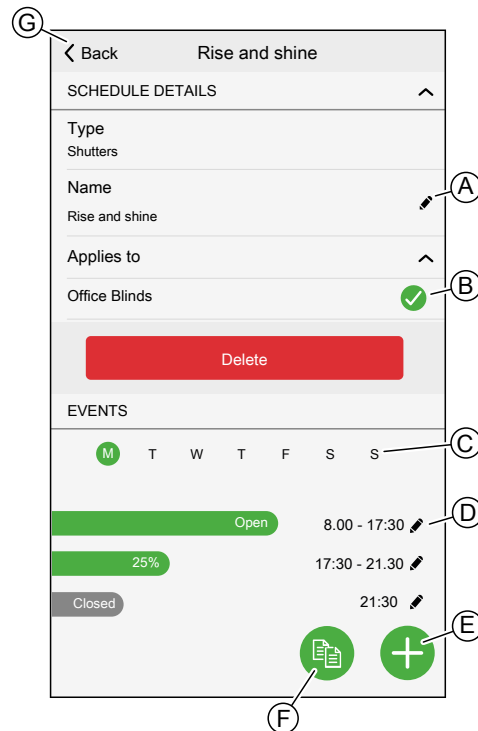 G
Back Rise and shine
SCHEDULE DETAILS
Type
Shutters
Name
A
Rise and shine
Applies to
Office Blinds
B
Delete
EVENTS
M T W T F S S
C
Open 8.00 - 17:30
D
25% 17:30 - 21.30
Closed 21:30
E
F